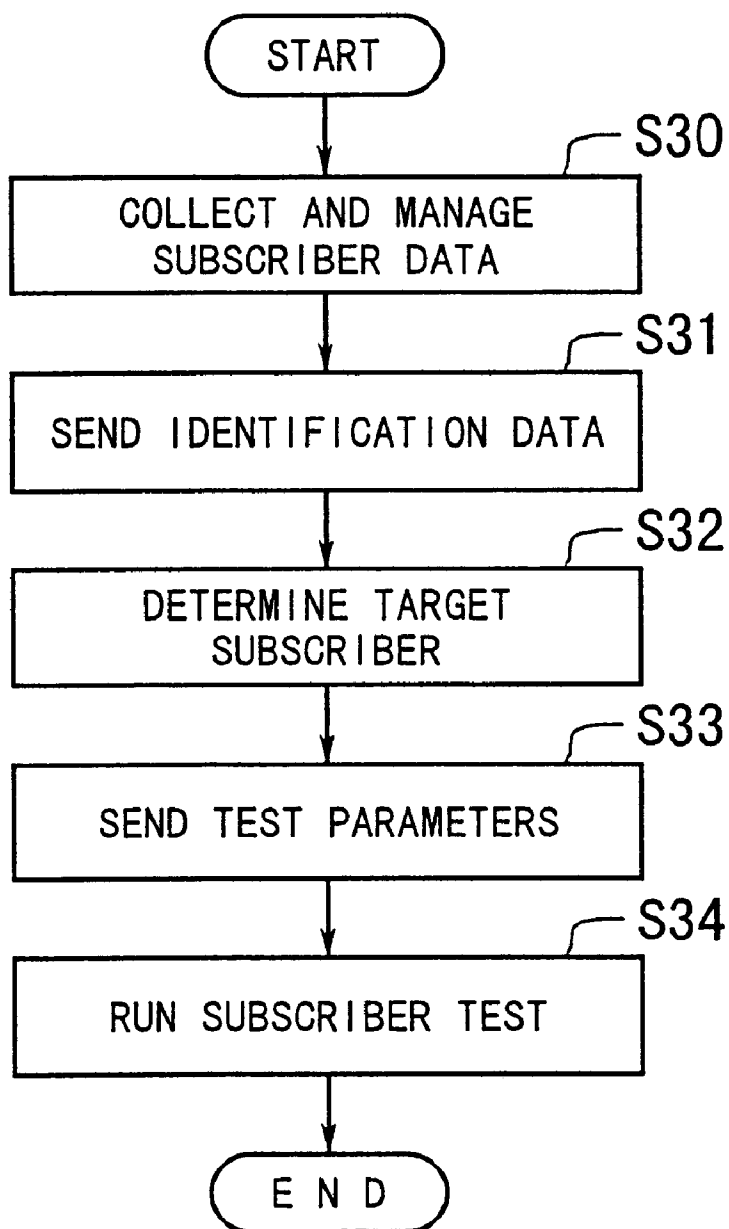 START
S30
COLLECT AND MANAGE
SUBSCRIBER DATA
S31
SEND IDENTIFICATION DATA
S32
DETERMINE TARGET
SUBSCRIBER
S33
SEND TEST PARAMETERS
S34
RUN SUBSCRIBER TEST
END